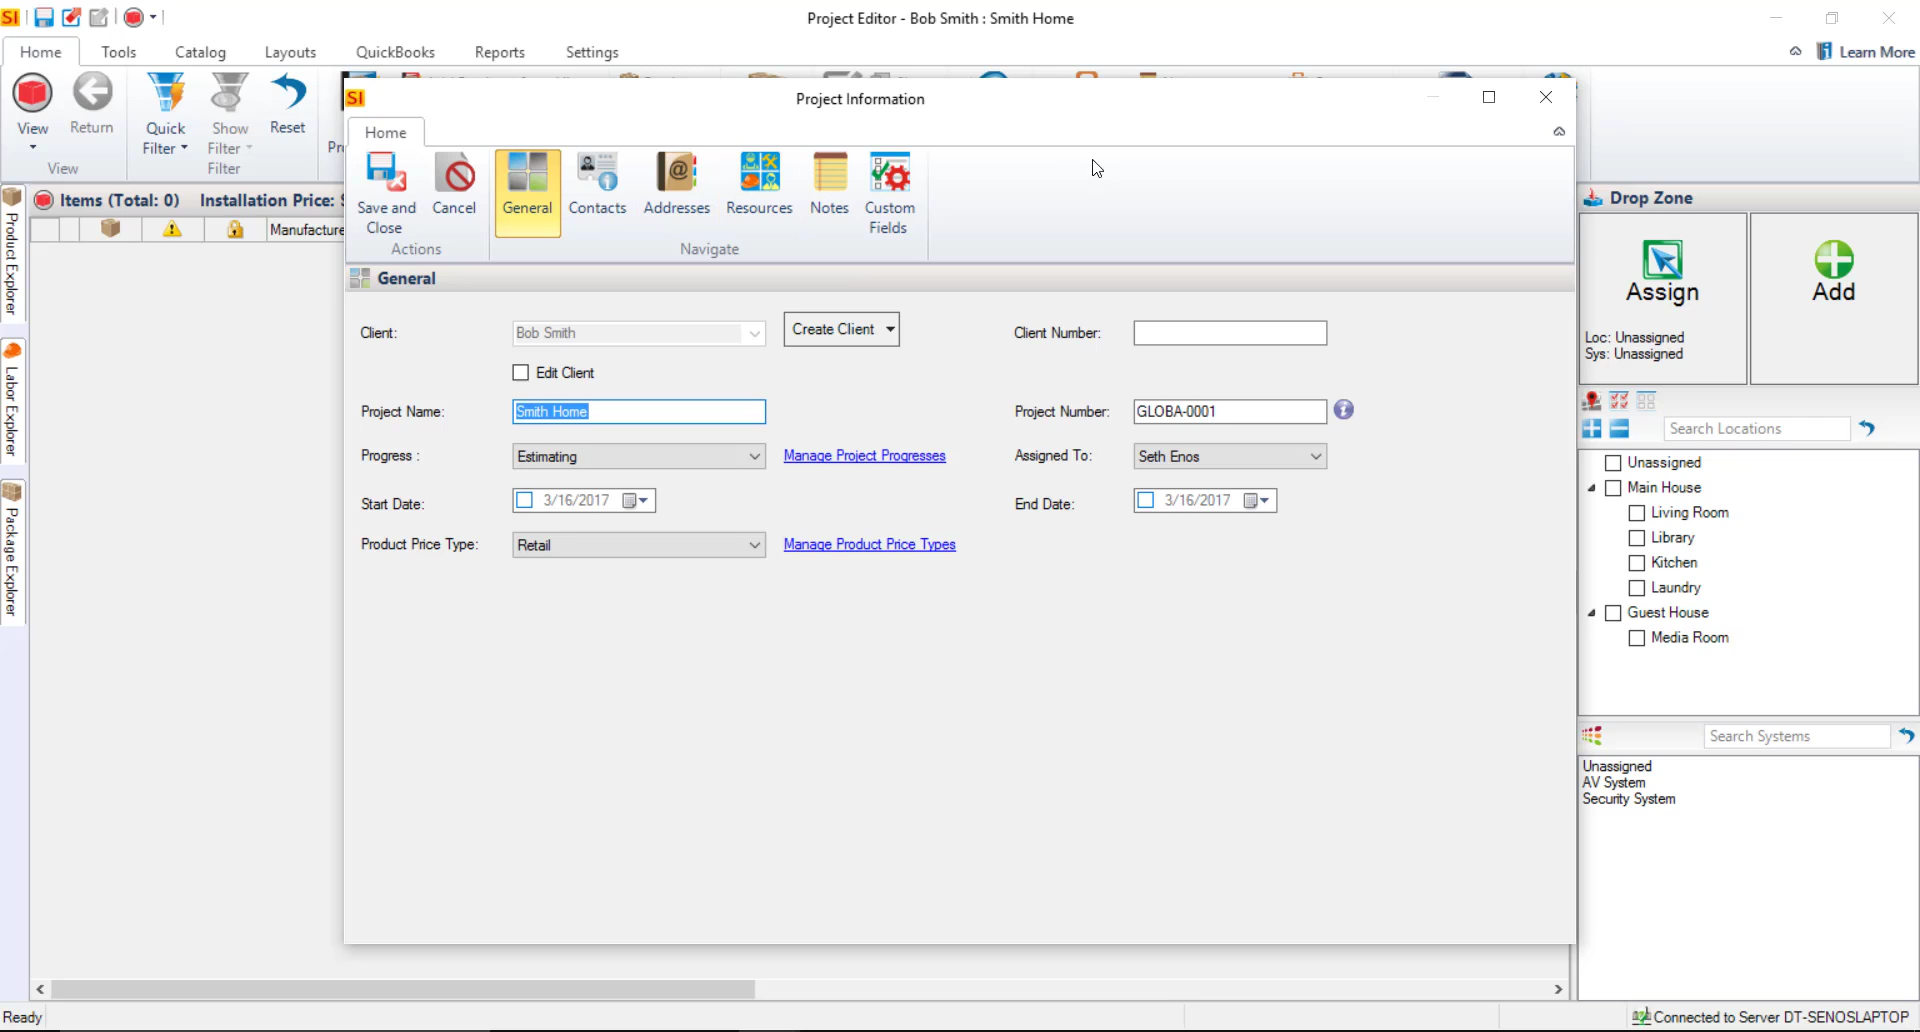 SI
Project Editor - Bob Smith : Smith Home
Home Tools Catalog Layouts QuickBooks Reports Settings
Learn More
View
Return
Quick
Filter
Show
Filter
Reset
View
Filter
SI
Project Information
Home
Save and
Close
Cancel
General
Contacts
Addresses
Resources
Notes
Custom
Fields
Actions
Navigate
Items (Total: 0) Installation Price:
Manufacture
Product Explorer
Labor Explorer
Package Explorer
General
Client: Bob Smith Create Client Client Number:
Edit Client
Project Name: Smith Home Project Number: GLOBA-0001
Progress : Estimating Manage Project Progresses Assigned To: Seth Enos
Start Date: 3/16/2017 End Date: 3/16/2017
Product Price Type: Retail Manage Product Price Types
Drop Zone
Assign
Loc: Unassigned
Sys: Unassigned
Add
Search Locations
Unassigned
Main House
Living Room
Library
Kitchen
Laundry
Guest House
Media Room
Search Systems
Unassigned
AV System
Security System
Ready
Connected to Server DT-SENOSLAPTOP